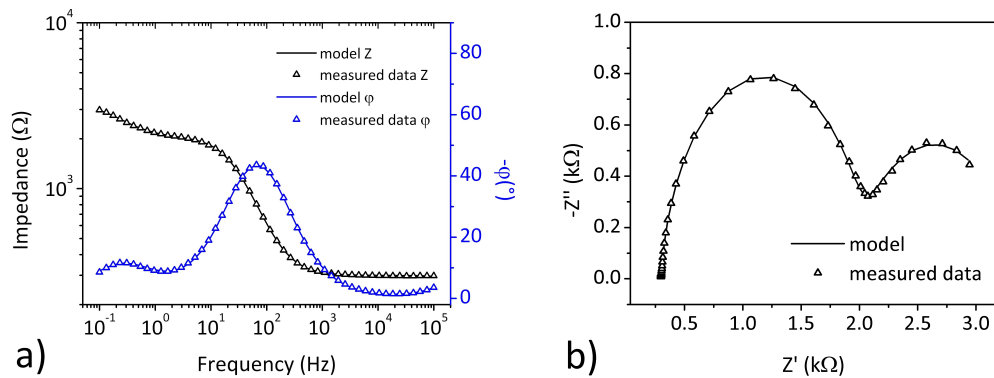 10⁴
10³
Impedance (Ω)
model Z
measured data Z
model φ
measured data φ
90
80
60
40
20
0
-φ(°)
10⁻¹ 10⁰ 10¹ 10² 10³ 10⁴ 10⁵
Frequency (Hz)
a)
1.0
0.8
0.6
0.4
0.2
0.0
-Z'' (kΩ)
model
measured data
0.5 1.0 1.5 2.0 2.5 3.0
Z' (kΩ)
b)